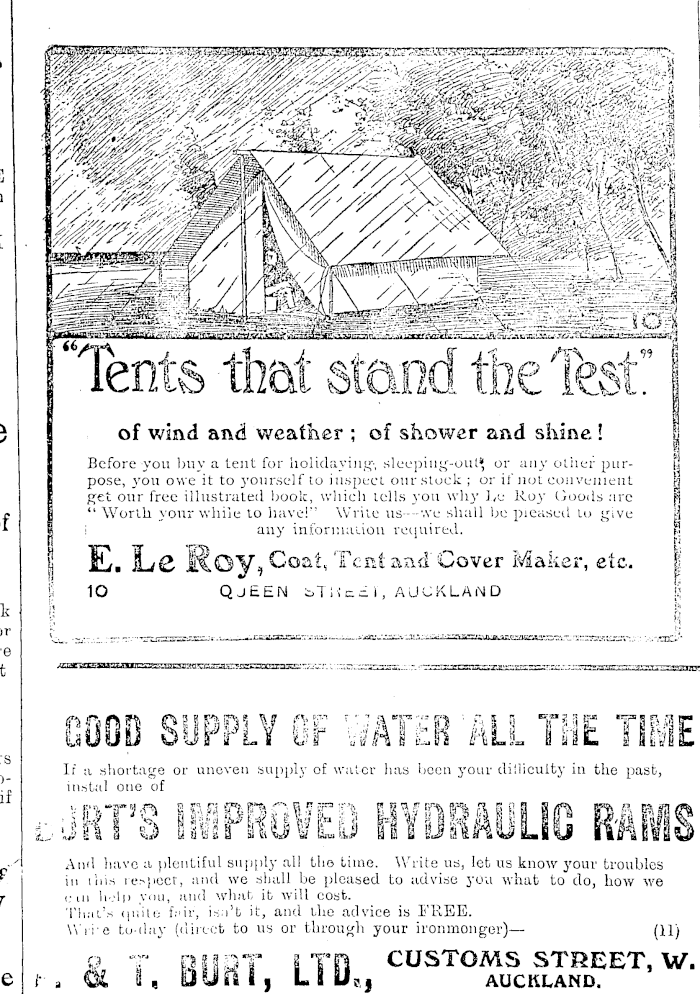 10
"Tents that stand the Test."
of wind and weather ; of shower and shine !
Before you buy a tent for holidaying, sleeping-out, or any other pur-
pose, you owe it to yourself to inspect our stock ; or if not convenient
get our free illustrated book, which tells you why Le Roy Goods are
" Worth your while to have!" Write us—we shall be pleased to give
any information required.
E. Le Roy, Coat, Tent and Cover Maker, etc.
10 QUEEN STREET, AUCKLAND
GOOD SUPPLY OF WATER ALL THE TIME
If a shortage or uneven supply of water has been your difficulty in the past,
instal one of
BURT'S IMPROVED HYDRAULIC RAMS
And have a plentiful supply all the time. Write us, let us know your troubles
in this respect, and we shall be pleased to advise you what to do, how we
can help you, and what it will cost.
That's quite fair, isn't it, and the advice is FREE.
Write to-day (direct to us or through your ironmonger)— (11)
& T. BURT, LTD., CUSTOMS STREET, W.
AUCKLAND.